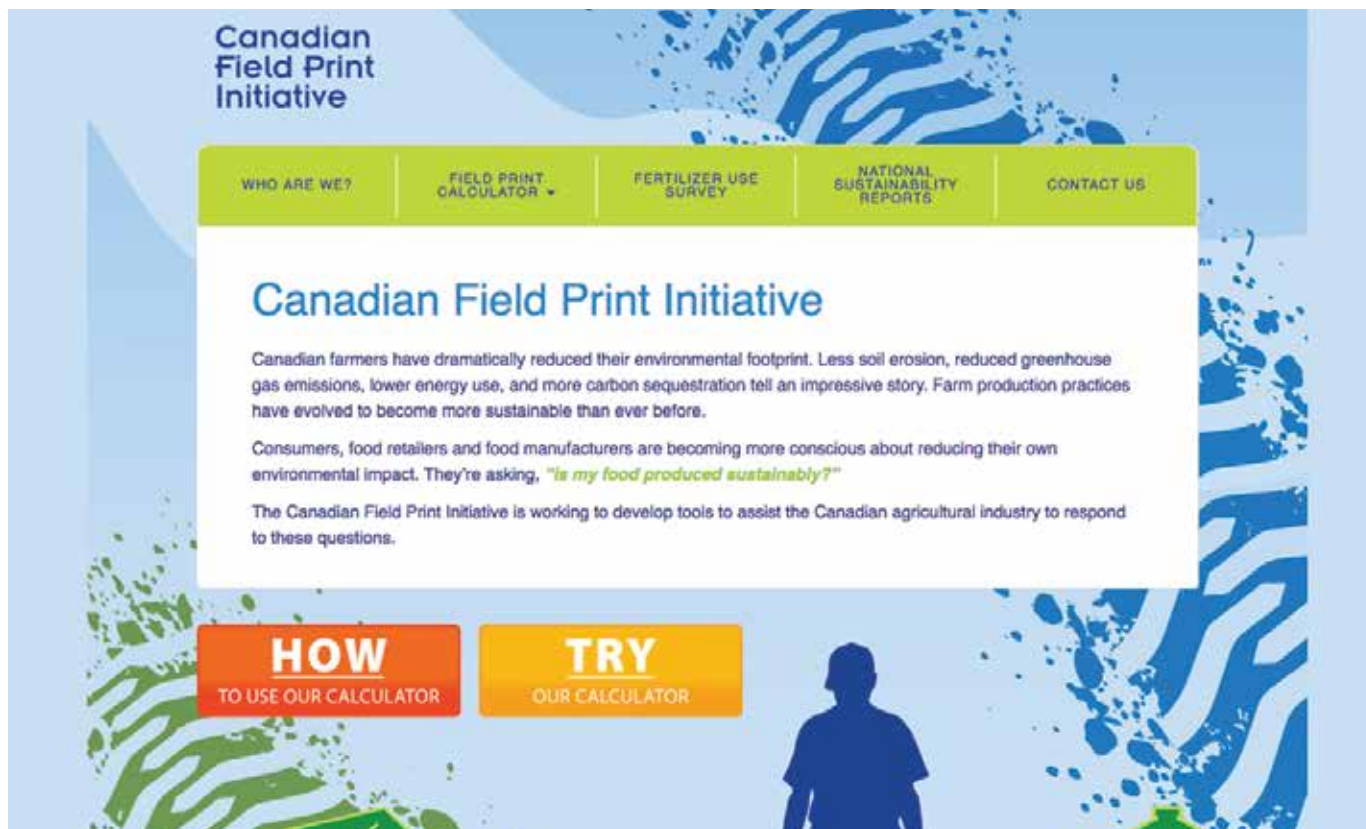 Canadian
Field Print
Initiative
WHO ARE WE?
FIELD PRINT
CALCULATOR
FERTILIZER USE
SURVEY
NATIONAL
SUSTAINABILITY
REPORTS
CONTACT US
Canadian Field Print Initiative
Canadian farmers have dramatically reduced their environmental footprint. Less soil erosion, reduced greenhouse
gas emissions, lower energy use, and more carbon sequestration tell an impressive story. Farm production practices
have evolved to become more sustainable than ever before.
Consumers, food retailers and food manufacturers are becoming more conscious about reducing their own
environmental impact. They're asking, "is my food produced sustainably?"
The Canadian Field Print Initiative is working to develop tools to assist the Canadian agricultural industry to respond
to these questions.
HOW
TO USE OUR CALCULATOR
TRY
OUR CALCULATOR